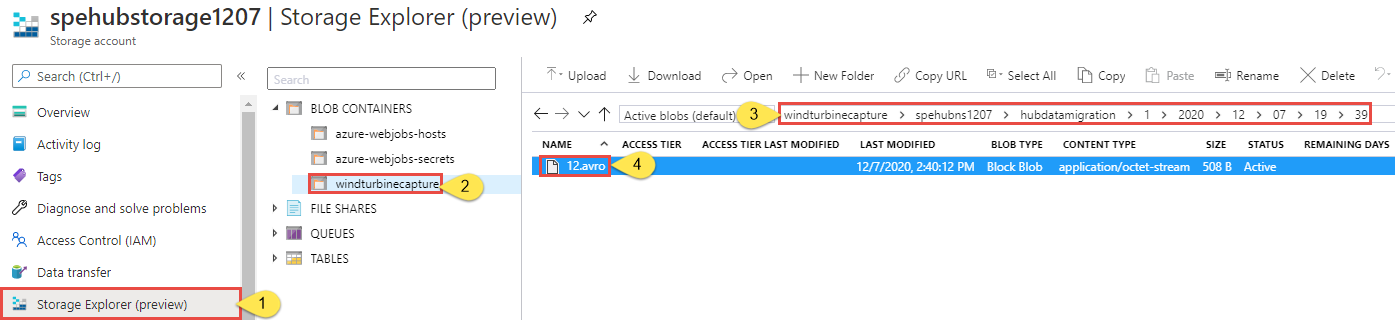 spehubstorage1207 | Storage Explorer (preview)
Storage account
Search (Ctrl+/)
«
Overview
Activity log
Tags
Diagnose and solve problems
Access Control (IAM)
Data transfer
Storage Explorer (preview)
1
Search
BLOB CONTAINERS
azure-webjobs-hosts
azure-webjobs-secrets
windturbinecapture
2
FILE SHARES
QUEUES
TABLES
Upload Download Open New Folder Copy URL Select All Copy Paste Rename Delete
Active blobs (default) 3 windturbinecapture > spehubns1207 > hubdatamigration > 1 > 2020 > 12 > 07 > 19 > 39
NAME ACCESS TIER ACCESS TIER LAST MODIFIED LAST MODIFIED BLOB TYPE CONTENT TYPE SIZE STATUS REMAINING DAYS
12.avro 4 12/7/2020, 2:40:12 PM Block Blob application/octet-stream 508 B Active